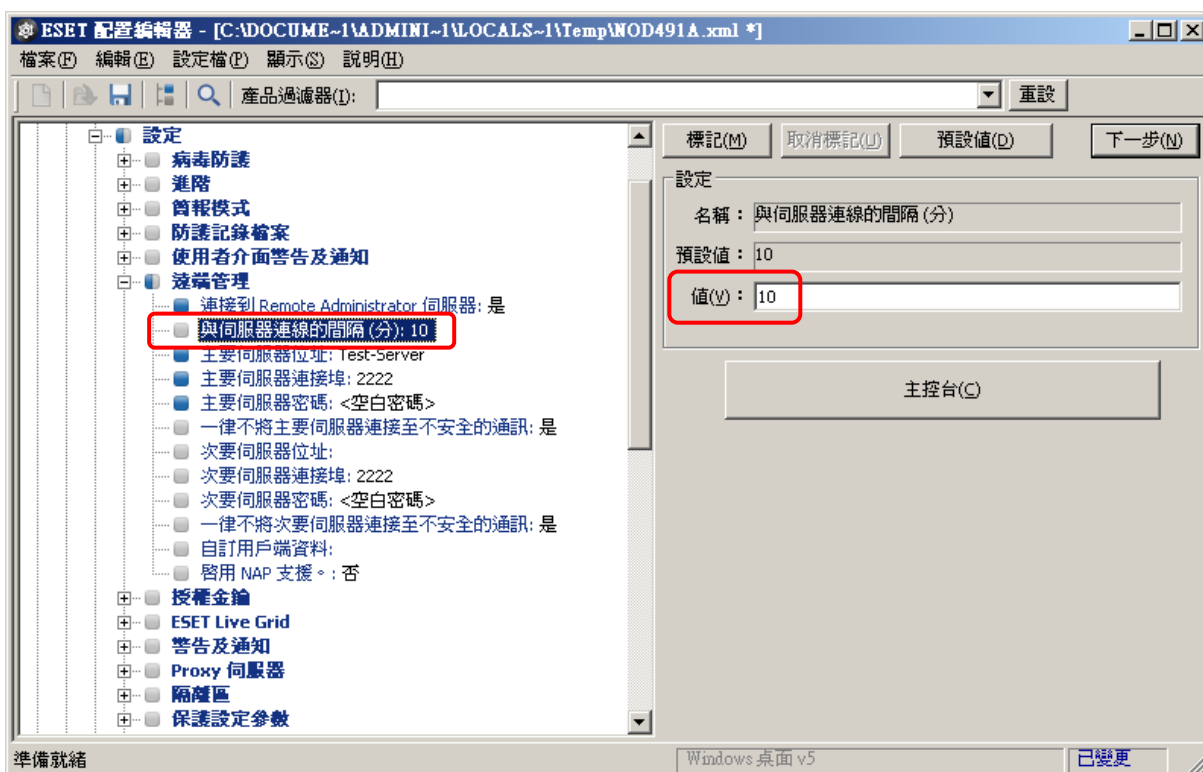 ESET 配置編輯器 - [C:\DOCUME~1\ADMINI~1\LOCALS~1\Temp\NOD491A.xml *]
檔案(F) 編輯(E) 設定檔(P) 顯示(S) 說明(H)
產品過濾器(I): 重設
設定
病毒防護
進階
簡報模式
防護記錄檔案
使用者介面警告及通知
遠端管理
連接到 Remote Administrator 伺服器: 是
與伺服器連線的間隔 (分): 10
主要伺服器位址: Test-Server
主要伺服器連接埠: 2222
主要伺服器密碼: <空白密碼>
一律不將主要伺服器連接至不安全的通訊: 是
次要伺服器位址:
次要伺服器連接埠: 2222
次要伺服器密碼: <空白密碼>
一律不將次要伺服器連接至不安全的通訊: 是
自訂用戶端資料:
啓用 NAP 支援。: 否
授權金鑰
ESET Live Grid
警告及通知
Proxy 伺服器
隔離區
保護設定參數
標記(M) 取消標記(U) 預設值(D) 下一步(N)
設定
名稱： 與伺服器連線的間隔 (分)
預設值： 10
值(V)： 10
主控台(C)
準備就緒 Windows 桌面 v5 已變更